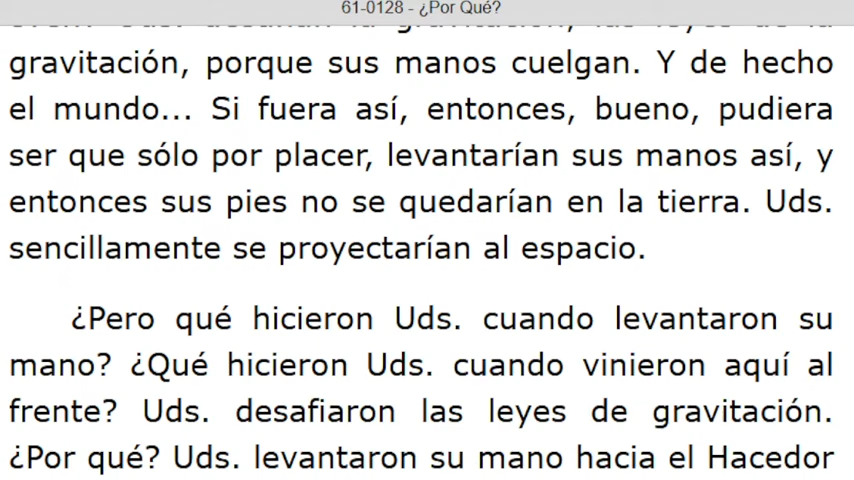 61-0128 - ¿Por Qué?
gravitación, porque sus manos cuelgan. Y de hecho
el mundo... Si fuera así, entonces, bueno, pudiera
ser que sólo por placer, levantarían sus manos así, y
entonces sus pies no se quedarían en la tierra. Uds.
sencillamente se proyectarían al espacio.
¿Pero qué hicieron Uds. cuando levantaron su
mano? ¿Qué hicieron Uds. cuando vinieron aquí al
frente? Uds. desafiaron las leyes de gravitación.
¿Por qué? Uds. levantaron su mano hacia el Hacedor